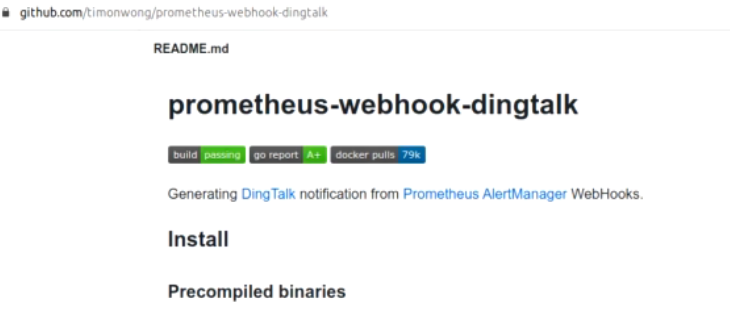 github.com/timonwong/prometheus-webhook-dingtalk
README.md
prometheus-webhook-dingtalk
build passing go report A+ docker pulls 79k
Generating DingTalk notification from Prometheus AlertManager WebHooks.
Install
Precompiled binaries